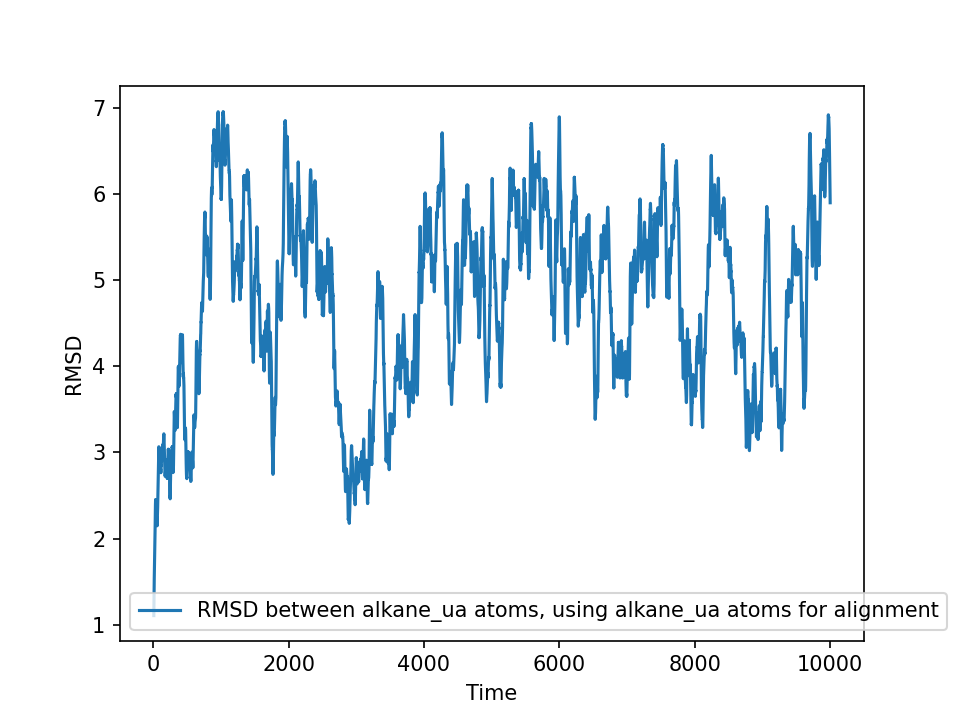 7
6
5
4
3
2
1
RMSD
RMSD between alkane_ua atoms, using alkane_ua atoms for alignment
0 2000 4000 6000 8000 10000
Time